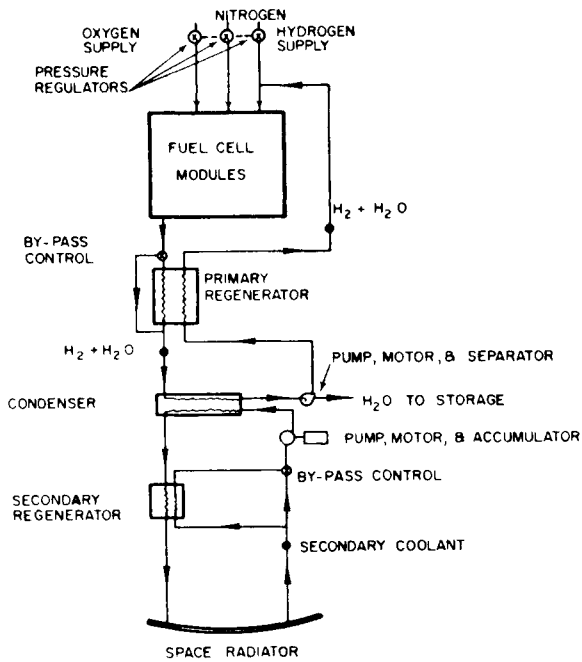 NITROGEN
OXYGEN
SUPPLY
HYDROGEN
SUPPLY
PRESSURE
REGULATORS
FUEL CELL
MODULES
H2 + H2O
BY-PASS
CONTROL
PRIMARY
REGENERATOR
H2 + H2O
PUMP, MOTOR, & SEPARATOR
CONDENSER
H2O TO STORAGE
PUMP, MOTOR, & ACCUMULATOR
BY-PASS CONTROL
SECONDARY
REGENERATOR
SECONDARY COOLANT
SPACE RADIATOR